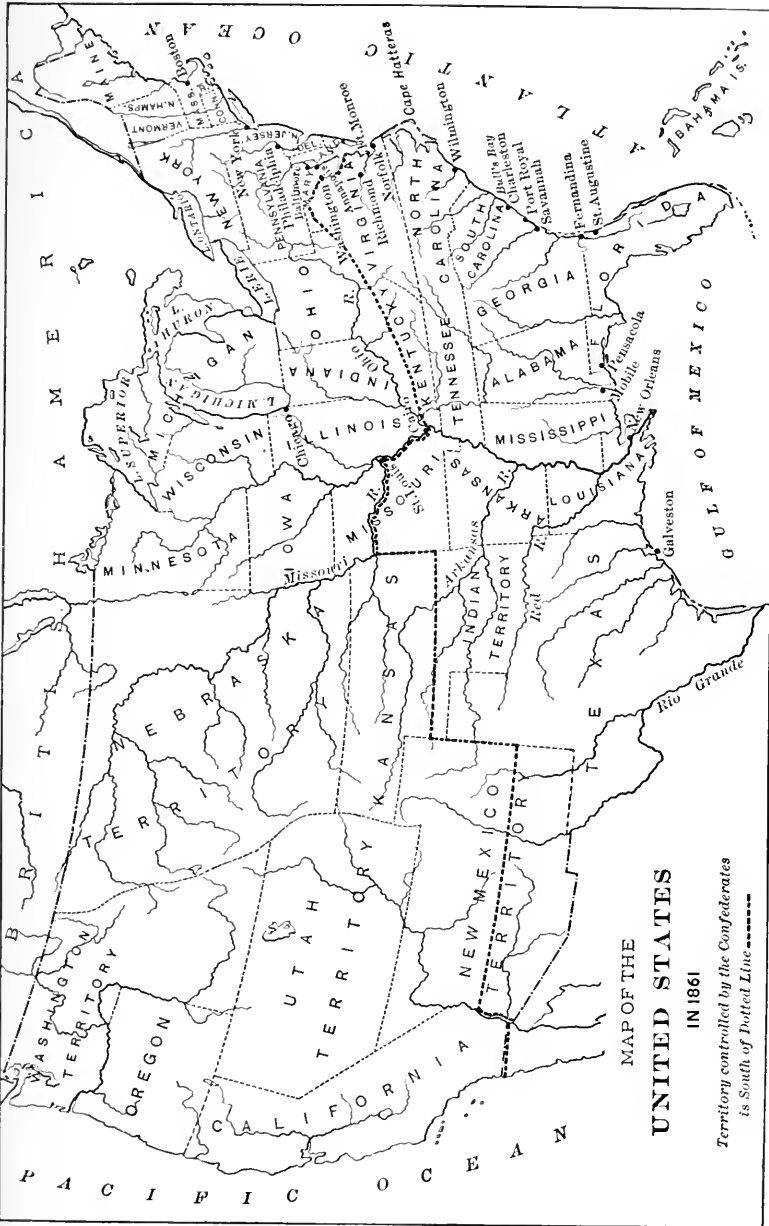 BRITISH AMERICA
PACIFIC OCEAN
ATLANTIC OCEAN
GULF OF MEXICO
BAHAMA IS.
WASHINGTON
TERRITORY
OREGON
CALIFORNIA
UTAH
TERRITORY
NEW MEXICO
TERRITORY
NEBRASKA
TERRITORY
KANSAS
INDIAN
TERRITORY
TEXAS
MINNESOTA
IOWA
MISSOURI
ARKANSAS
LOUISIANA
WISCONSIN
ILLINOIS
MICHIGAN
INDIANA
OHIO
KENTUCKY
TENNESSEE
MISSISSIPPI
ALABAMA
GEORGIA
FLORIDA
SOUTH
CAROLINA
NORTH
CAROLINA
VIRGINIA
MARY
DEL.
PENNSYLVANIA
N. JERSEY
NEW YORK
CONN.
MASS.
VERMONT
N. HAMPS
MAINE
L. SUPERIOR
L. MICHIGAN
L. HURON
L. ERIE
L. ONTARIO
Missouri R.
Ohio R.
Arkansas R.
Red R.
Rio Grande
Boston
New York
Philadelphia
Baltimore
Annapolis
Washington
Richmond
Ft. Monroe
Norfolk
Cape Hatteras
Wilmington
Bull's Bay
Charleston
Port Royal
Savannah
Fernandina
St. Augustine
Pensacola
Mobile
New Orleans
Galveston
Chicago
Cairo
St. Louis
MAP OF THE
UNITED STATES
IN 1861
Territory controlled by the Confederates
is South of Dotted Line